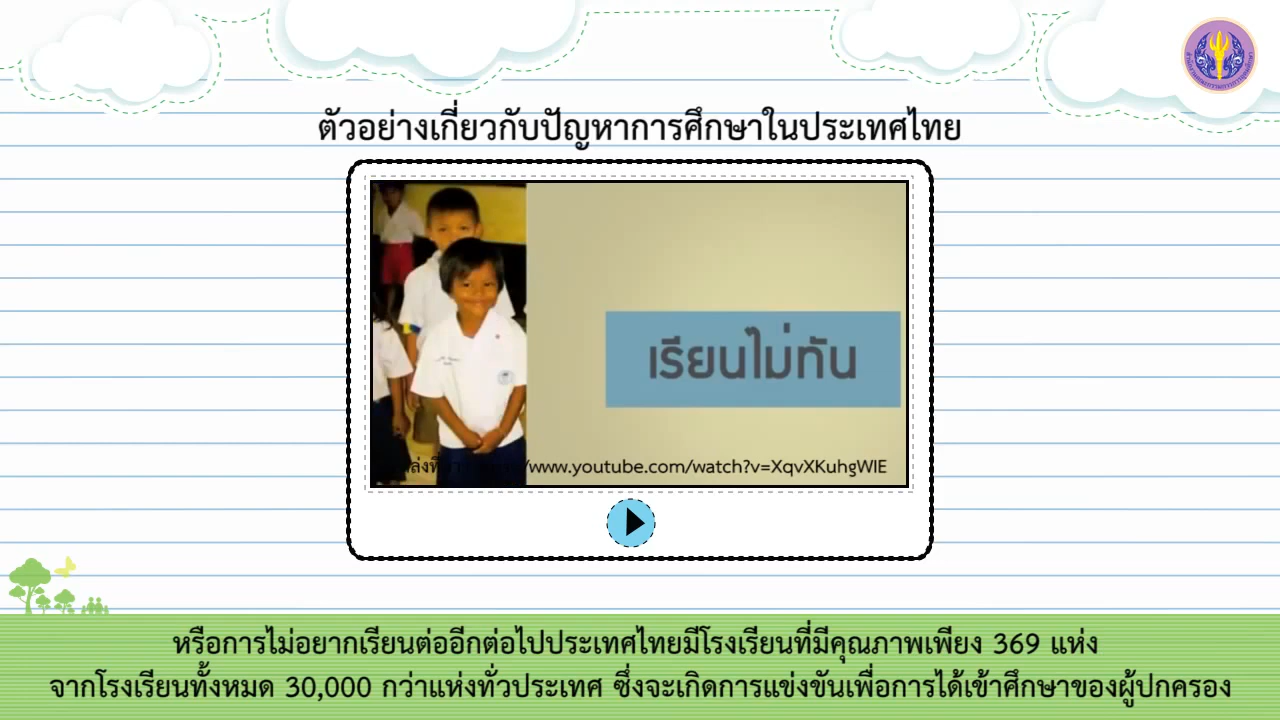 ตัวอย่างเกี่ยวกับปัญหาการศึกษาในประเทศไทย
เรียนไม่ทัน
/www.youtube.com/watch?v=XqvXKuhgWIE
หรือการไม่อยากเรียนต่ออีกต่อไปประเทศไทยมีโรงเรียนที่มีคุณภาพเพียง 369 แห่ง
จากโรงเรียนทั้งหมด 30,000 กว่าแห่งทั่วประเทศ ซึ่งจะเกิดการแข่งขันเพื่อการได้เข้าศึกษาของผู้ปกครอง